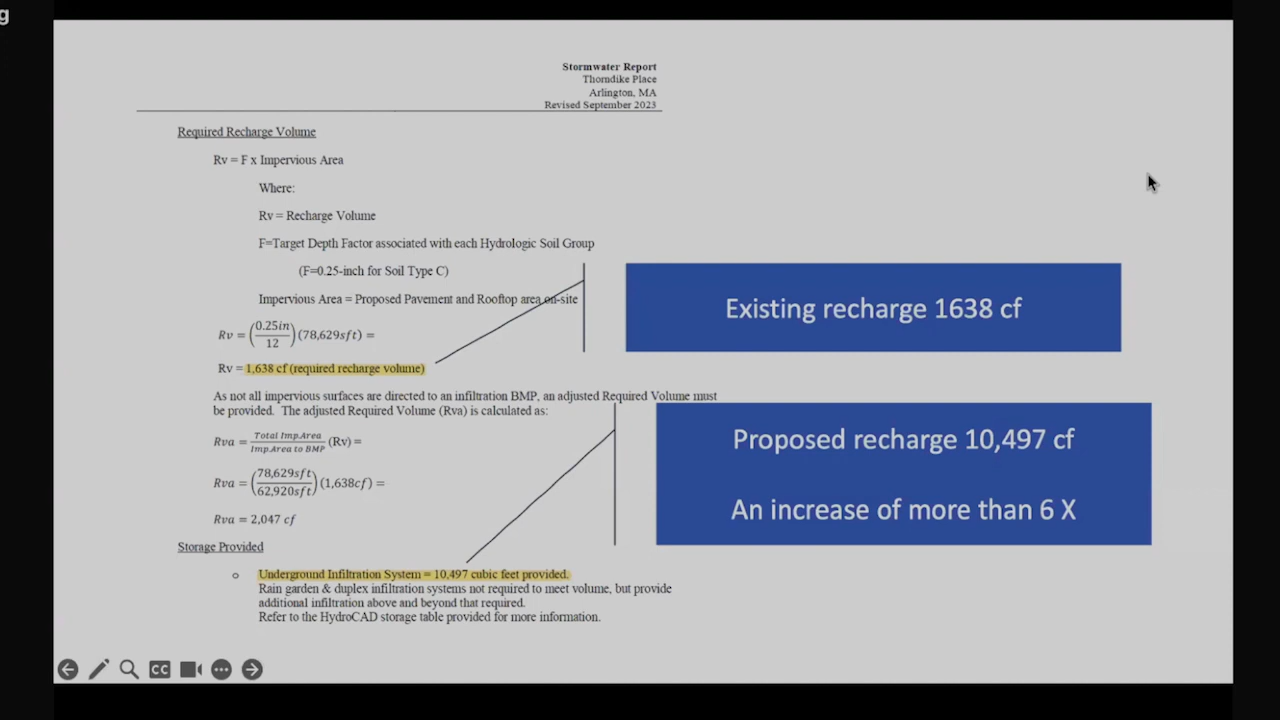 g
Stormwater Report
Thorndike Place
Arlington, MA
Revised September 2023
Required Recharge Volume
Rv = F x Impervious Area
Where:
Rv = Recharge Volume
F=Target Depth Factor associated with each Hydrologic Soil Group
(F=0.25-inch for Soil Type C)
Impervious Area = Proposed Pavement and Rooftop area on-site
Rv = (0.25in/12)(78,629sft) =
Rv = 1,638 cf (required recharge volume)
Existing recharge 1638 cf
As not all impervious surfaces are directed to an infiltration BMP, an adjusted Required Volume must
be provided. The adjusted Required Volume (Rva) is calculated as:
Rva = Total Imp.Area/Imp.Area to BMP (Rv) =
Rva = (78,629sft/62,920sft)(1,638cf) =
Rva = 2,047 cf
Proposed recharge 10,497 cf
An increase of more than 6 X
Storage Provided
o Underground Infiltration System = 10,497 cubic feet provided.
Rain garden & duplex infiltration systems not required to meet volume, but provide
additional infiltration above and beyond that required.
Refer to the HydroCAD storage table provided for more information.
CC